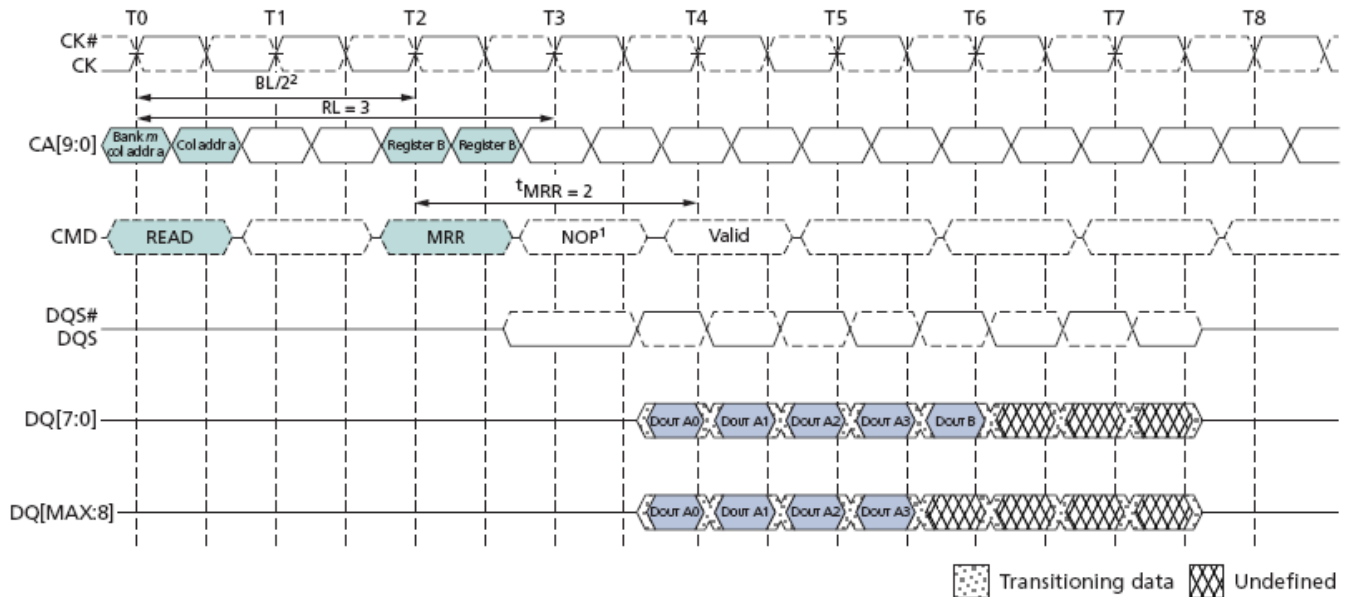 T0 T1 T2 T3 T4 T5 T6 T7 T8
CK#
CK
BL/2²
RL = 3
CA[9:0]
Bank m
col addr a
Col addr a
Register B
Register B
tMRR = 2
CMD
READ
MRR
NOP¹
Valid
DQS#
DQS
DQ[7:0]
DOUT A0
DOUT A1
DOUT A2
DOUT A3
DOUT B
DQ[MAX:8]
DOUT A0
DOUT A1
DOUT A2
DOUT A3
Transitioning data
Undefined